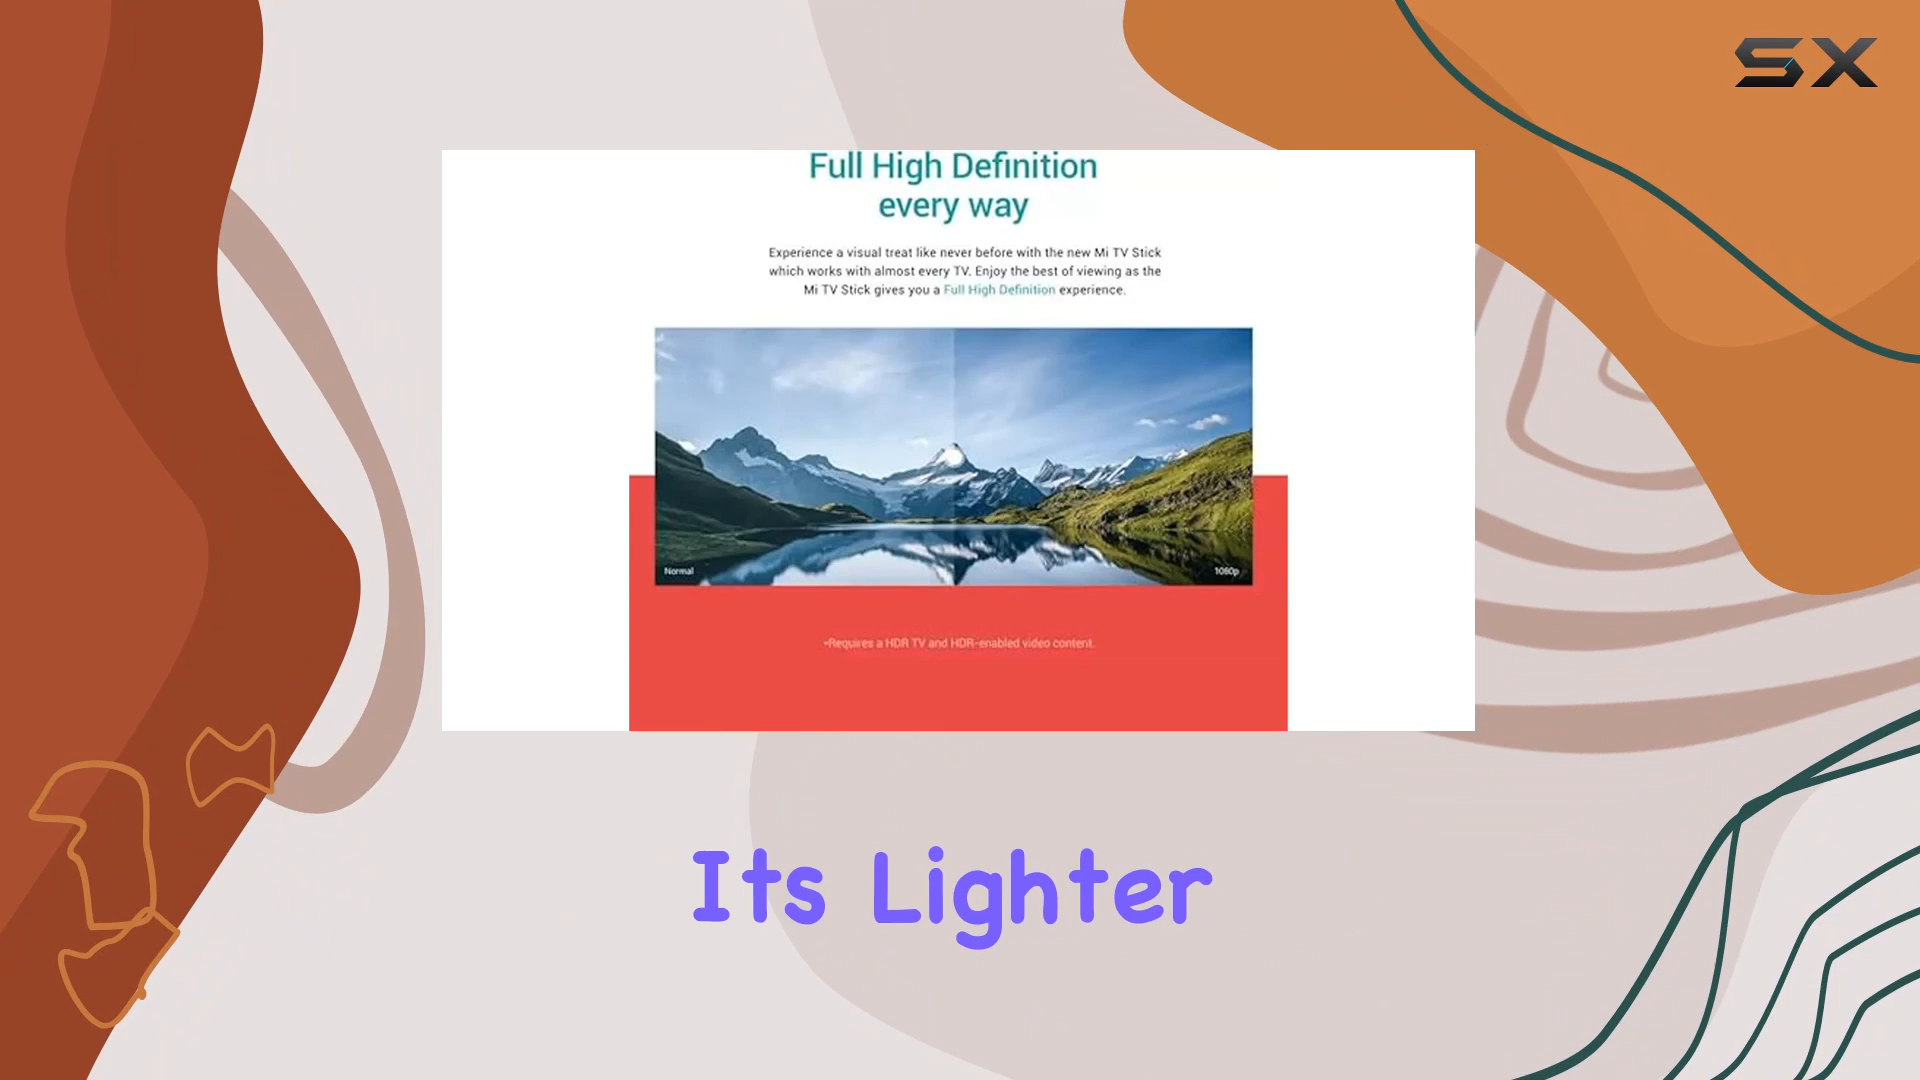 SX
Full High Definition
every way
Experience a visual treat like never before with the new Mi TV Stick
which works with almost every TV. Enjoy the best of viewing as the
Mi TV Stick gives you a Full High Definition experience.
Normal
1080p
*Requires a HDR TV and HDR-enabled video content.
Its Lighter